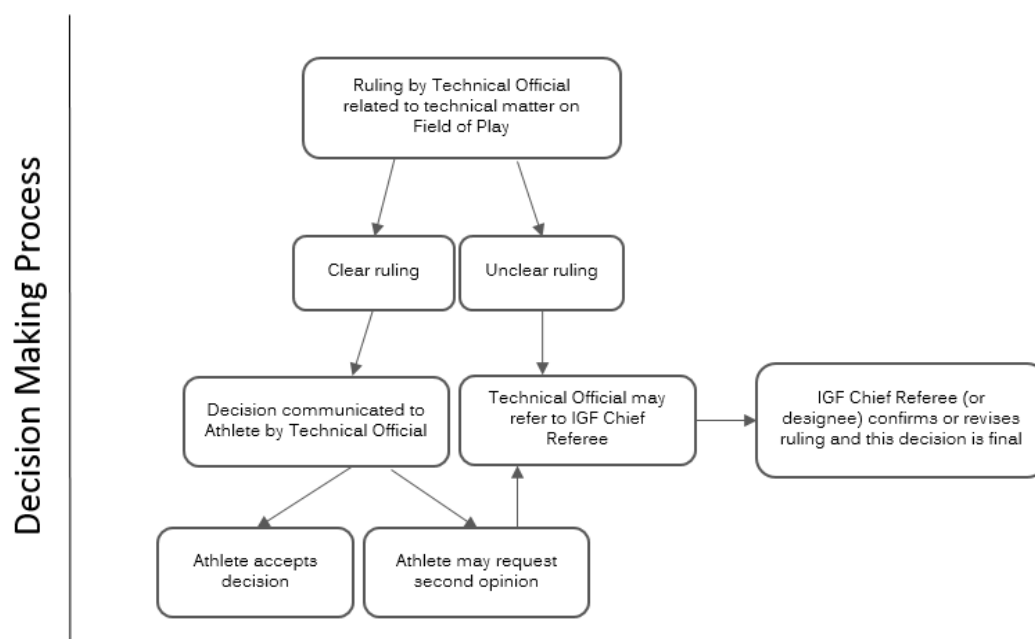 Decision Making Process
Ruling by Technical Official
related to technical matter on
Field of Play
Clear ruling
Unclear ruling
Decision communicated to
Athlete by Technical Official
Technical Official may
refer to IGF Chief
Referee
IGF Chief Referee (or
designee) confirms or revises
ruling and this decision is final
Athlete accepts
decision
Athlete may request
second opinion